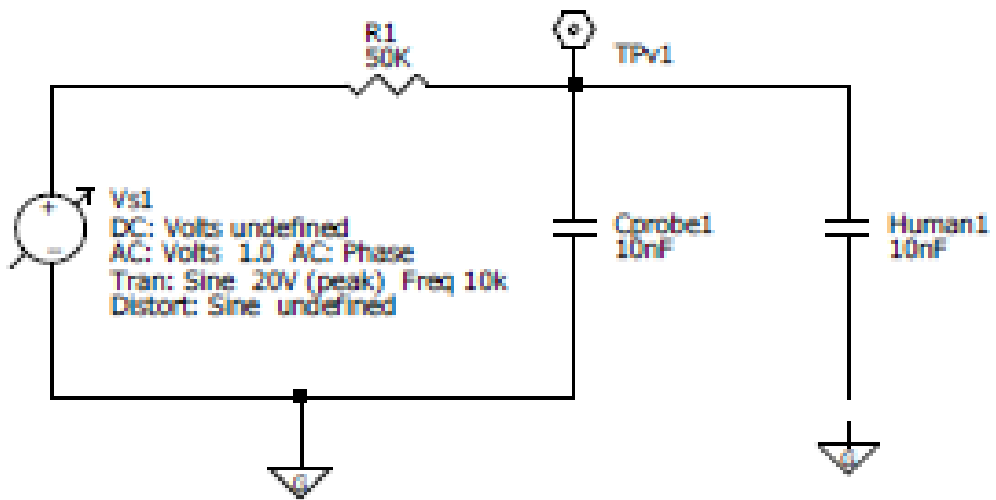 R1
50K
TPv1
Vs1
DC: Volts undefined
AC: Volts 1.0 AC: Phase
Tran: Sine 20V (peak) Freq 10k
Distort: Sine undefined
Cprobe1
10nF
Human1
10nF